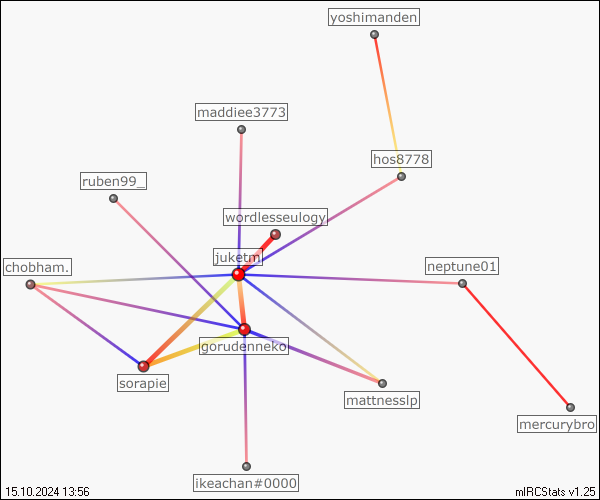 yoshimanden
maddiee3773
hos8778
ruben99_
wordlesseulogy
juketm
chobham.
neptune01
gorudenneko
sorapie
mattnesslp
mercurybro
ikeachan#0000
15.10.2024 13:56
mIRCStats v1.25